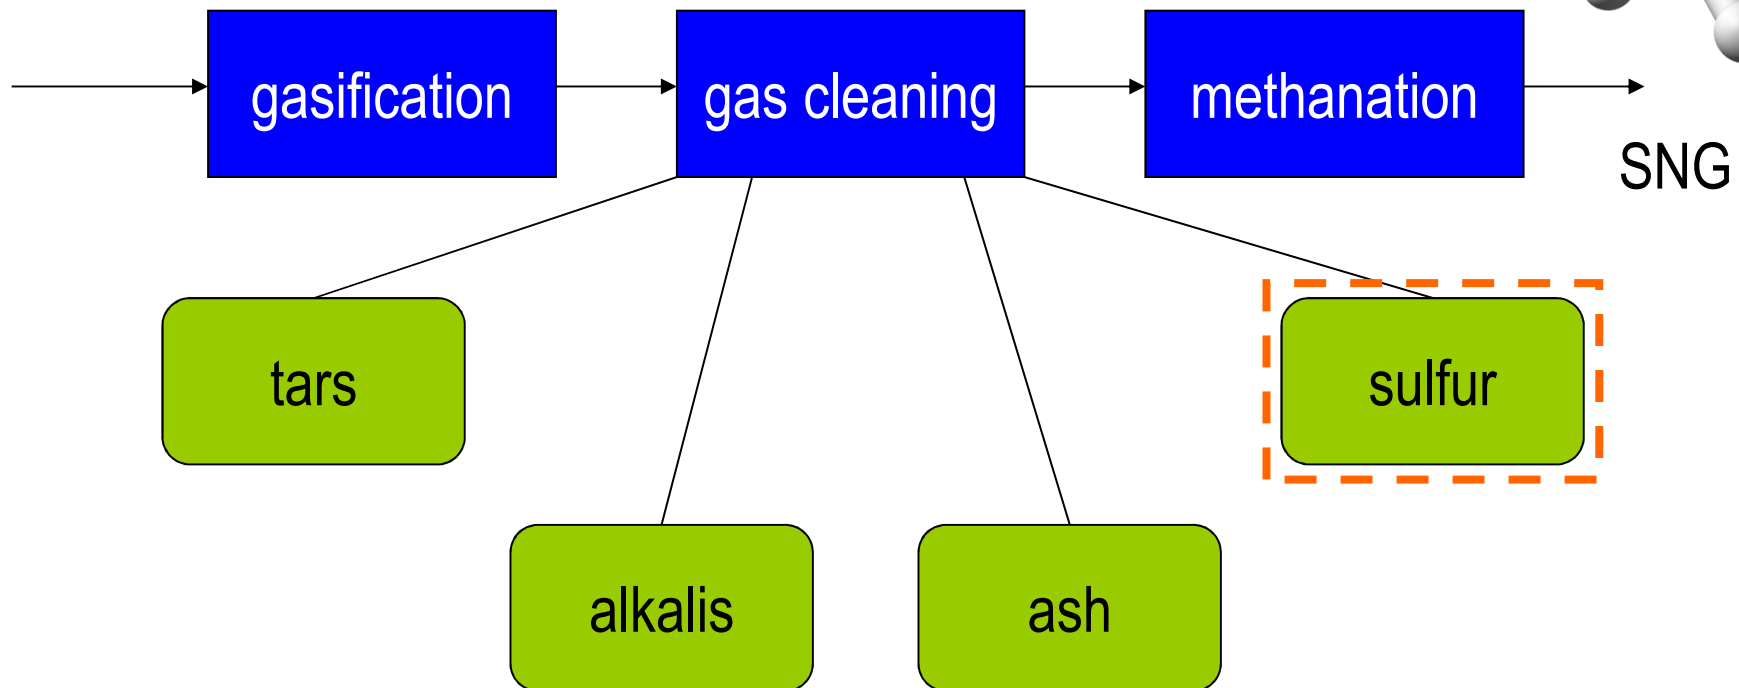 gasification
gas cleaning
methanation
SNG
tars
sulfur
alkalis
ash